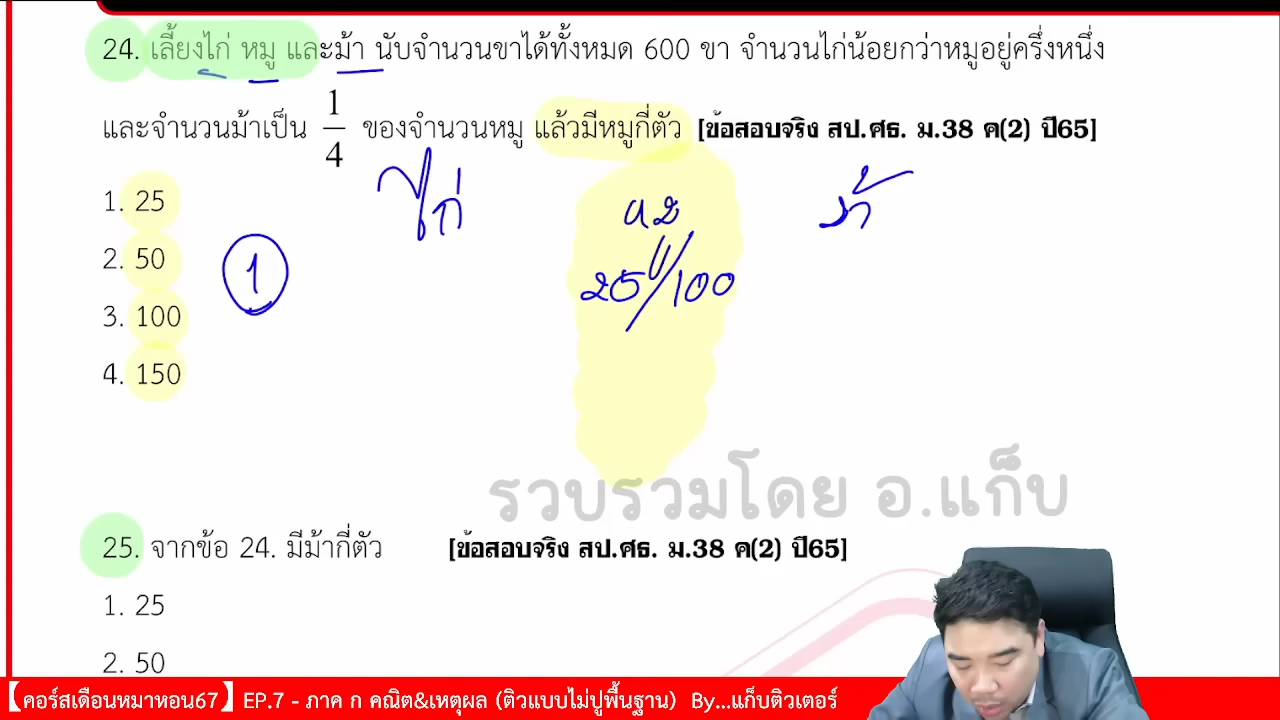 24. เลี้ยงไก่ หมู และม้า นับจำนวนขาได้ทั้งหมด 600 ขา จำนวนไก่น้อยกว่าหมูอยู่ครึ่งหนึ่ง
และจำนวนม้าเป็น 1/4 ของจำนวนหมู แล้วมีหมูกี่ตัว [ข้อสอบจริง สป.ศธ. ม.38 ค(2) ปี65]
1. 25
2. 50
3. 100
4. 150
1
ไก่
ม้า
25/100
รวบรวมโดย อ.แก็บ
25. จากข้อ 24. มีม้ากี่ตัว [ข้อสอบจริง สป.ศธ. ม.38 ค(2) ปี65]
1. 25
2. 50
【คอร์สเดือนหมาหอน67】 EP.7 - ภาค ก คณิต&เหตุผล (ติวแบบไม่ปูพื้นฐาน) By...แก็บติวเตอร์